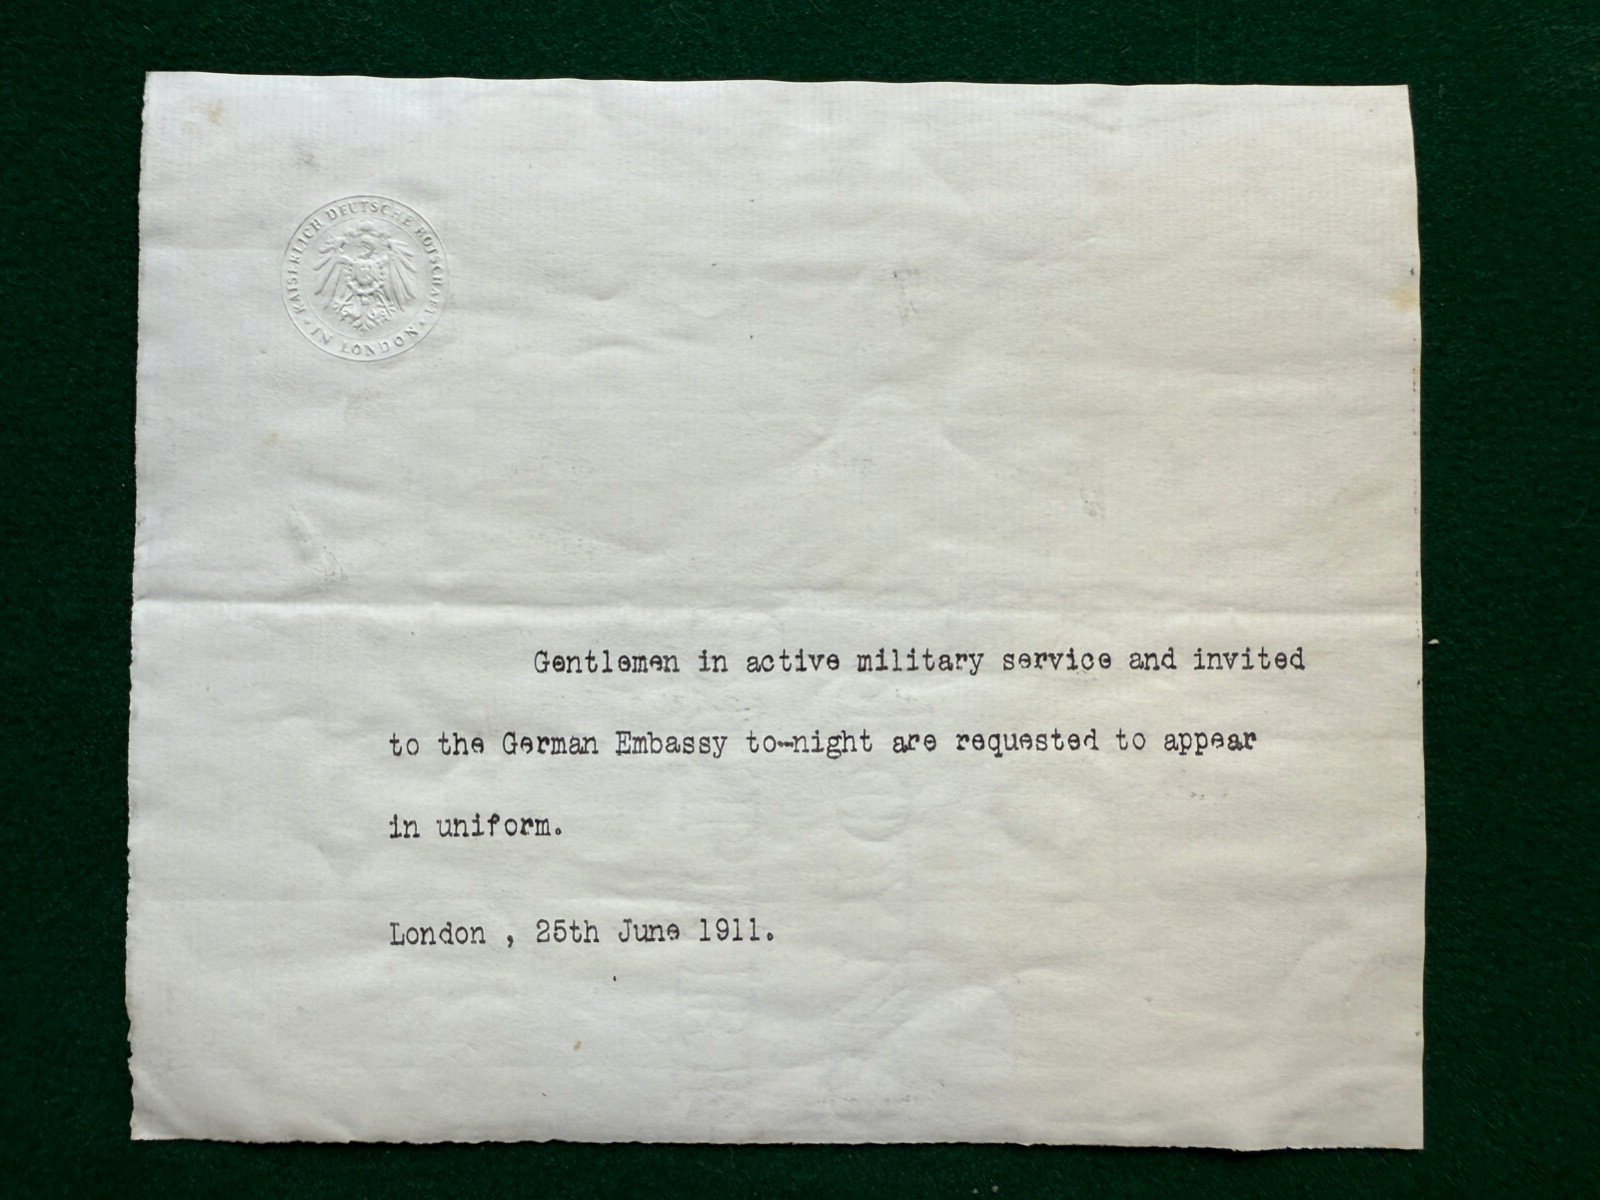 KAISERLICH DEUTSCHE BOTSCHAFT
IN LONDON
Gentlemen in active military service and invited
to the German Embassy to-night are requested to appear
in uniform.
London , 25th June 1911.